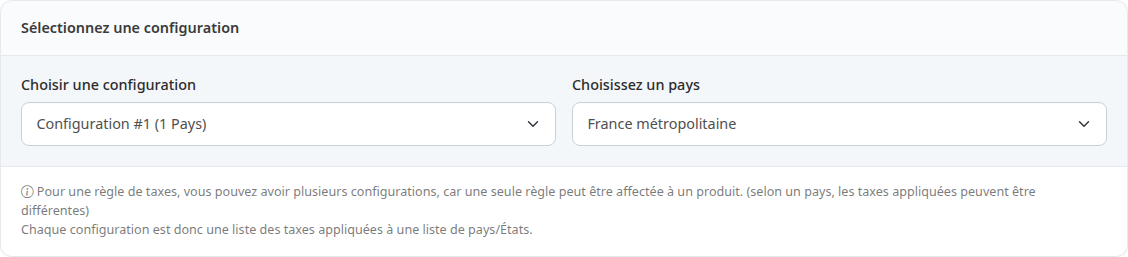 Sélectionnez une configuration
Choisir une configuration
Choisissez un pays
Configuration #1 (1 Pays)
France métropolitaine
Pour une règle de taxes, vous pouvez avoir plusieurs configurations, car une seule règle peut être affectée à un produit. (selon un pays, les taxes appliquées peuvent être
différentes)
Chaque configuration est donc une liste des taxes appliquées à une liste de pays/États.